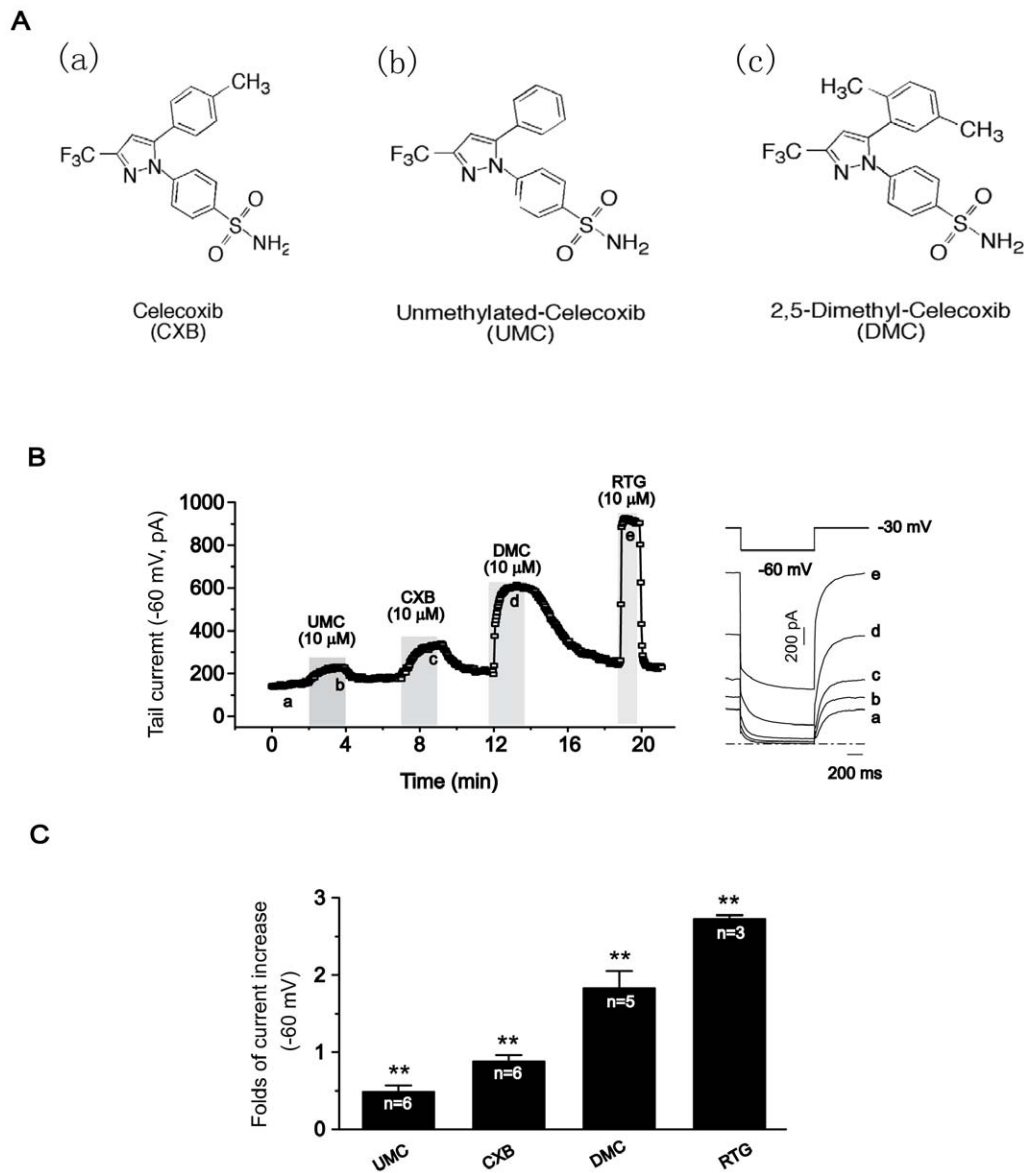 A
(a)
(b)
(c)
CH3
F3C
N
N
O
S
NH2
O
F3C
N
N
O
S
NH2
O
H3C
CH3
F3C
N
N
O
S
NH2
O
Celecoxib
(CXB)
Unmethylated-Celecoxib
(UMC)
2,5-Dimethyl-Celecoxib
(DMC)
B
Tail curremt (-60 mV, pA)
1000
800
600
400
200
0
0
4
8
12
16
20
Time (min)
UMC
(10 µM)
CXB
(10 µM)
DMC
(10 µM)
RTG
(10 µM)
a
b
c
d
e
-30 mV
-60 mV
200 pA
e
d
c
b
a
200 ms
C
Folds of current increase
(-60 mV)
3
2
1
0
**
n=6
**
n=6
**
n=5
**
n=3
UMC
CXB
DMC
RTG